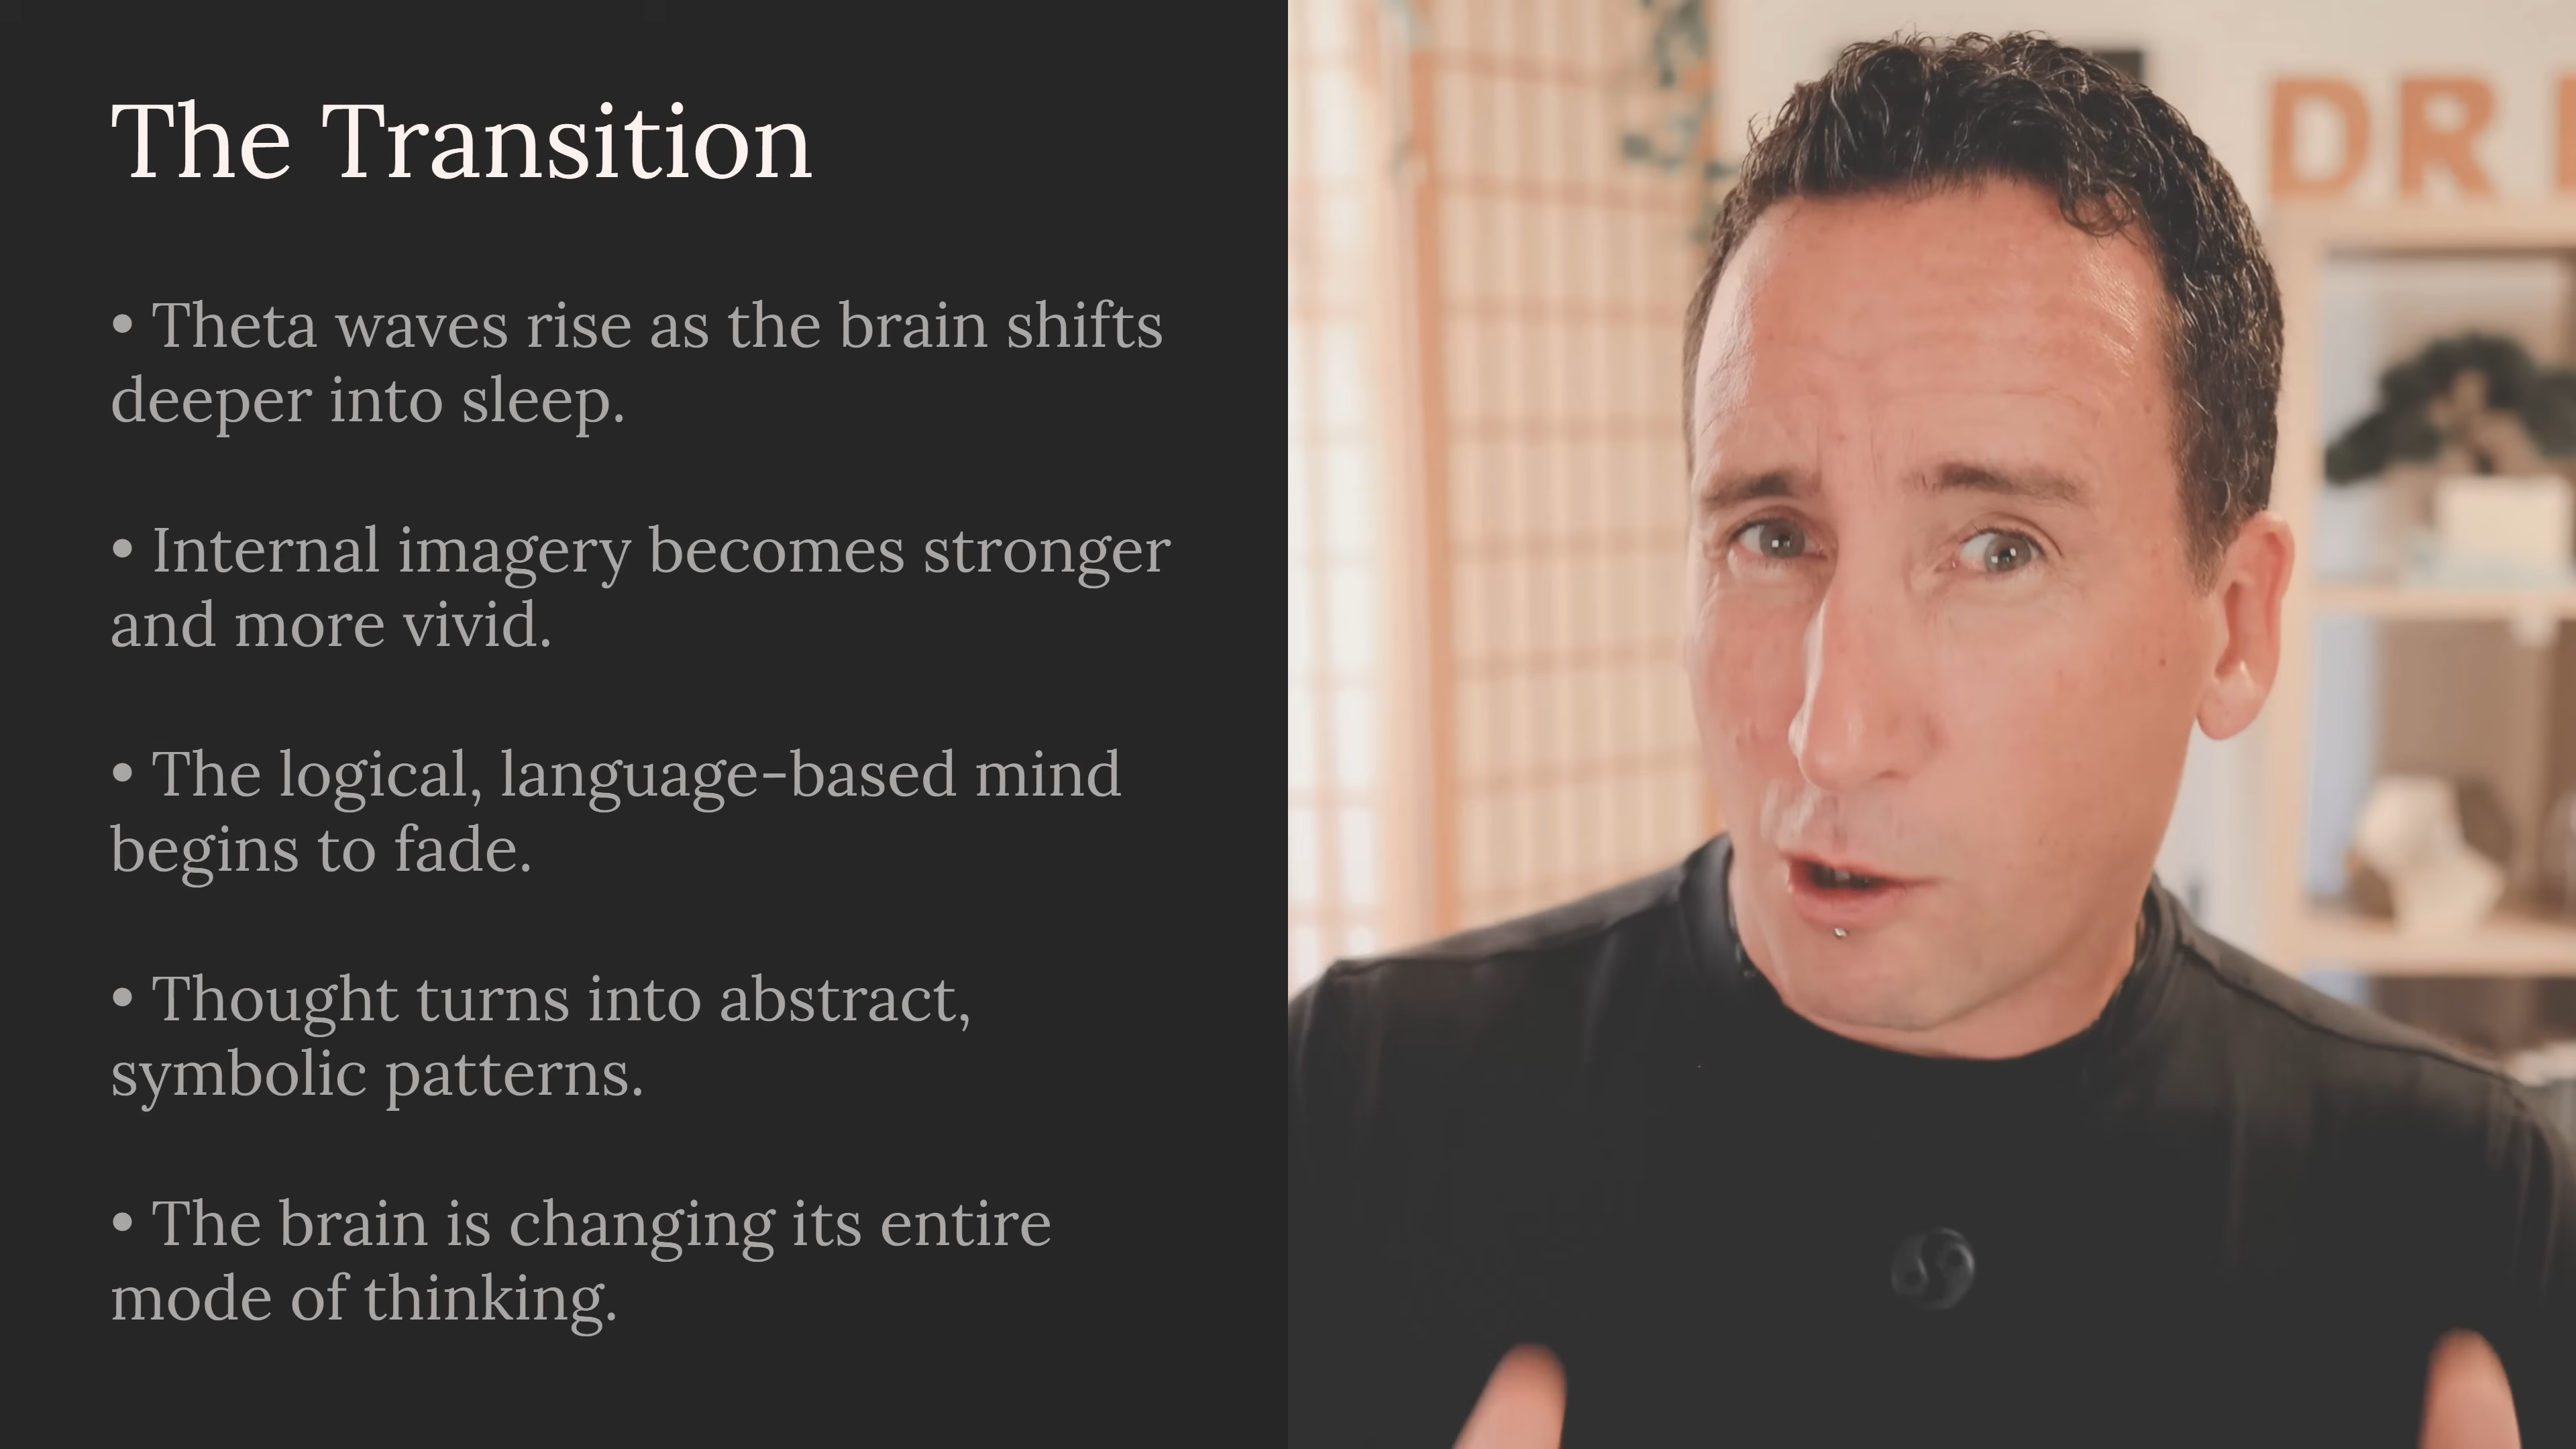 The Transition
• Theta waves rise as the brain shifts
deeper into sleep.
• Internal imagery becomes stronger
and more vivid.
• The logical, language-based mind
begins to fade.
• Thought turns into abstract,
symbolic patterns.
• The brain is changing its entire
mode of thinking.
DR